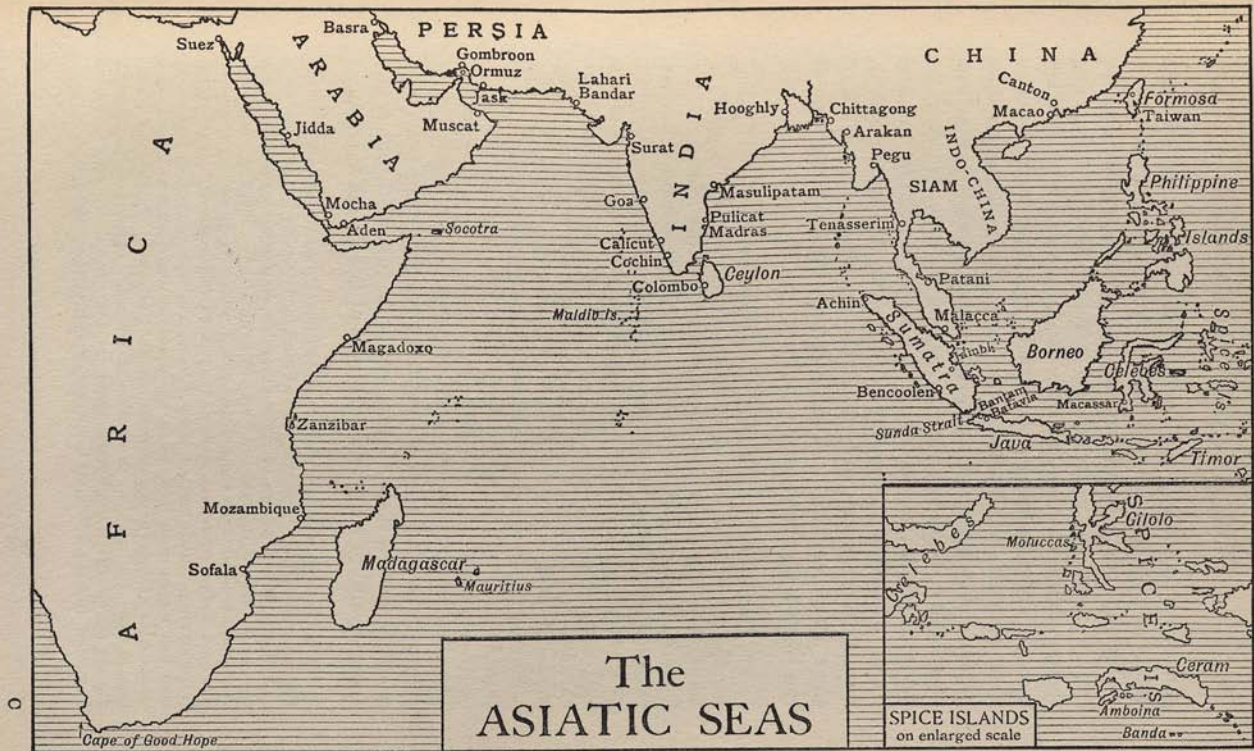 PERSIA
CHINA
ARABIA
AFRICA
INDIA
SIAM
INDO-CHINA
Suez
Basra
Gombroon
Ormuz
Jask
Lahari
Bandar
Muscat
Jidda
Mocha
Aden
Socotra
Surat
Goa
Calicut
Cochin
Colombo
Ceylon
Maldiv Is.
Hooghly
Masulipatam
Pulicat
Madras
Chittagong
Arakan
Pegu
Tenasserim
Canton
Macao
Formosa
Taiwan
Philippine
Islands
Patani
Malacca
Achin
Sumatra
Bencoolen
Sunda Strait
Bantam
Batavia
Java
Borneo
Celebes
Macassar
Spice Is.
Timor
Magadoxo
Zanzibar
Mozambique
Sofala
Madagascar
Mauritius
Cape of Good Hope
The
ASIATIC SEAS
Celebes
Moluccas
Gilolo
SPICE IS.
Ceram
Amboina
Banda
SPICE ISLANDS
on enlarged scale